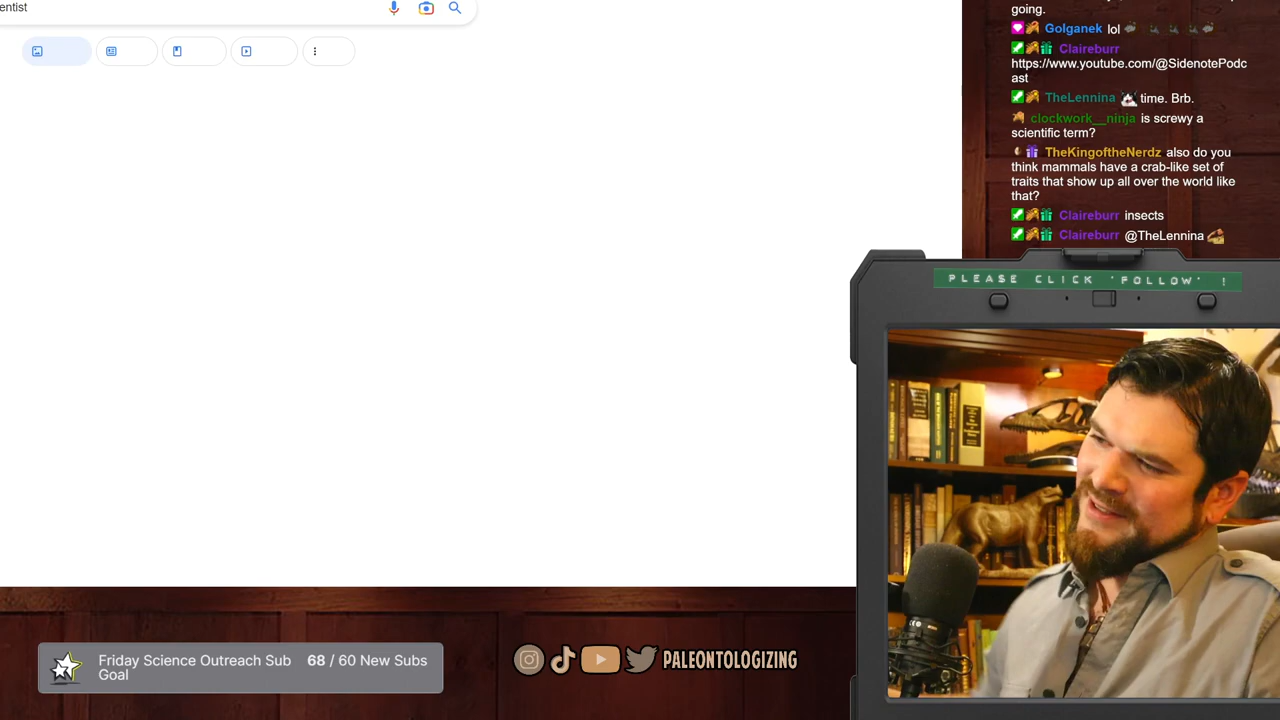 entist
going.
Golganek lol
Claireburr
https://www.youtube.com/@SidenotePodc
ast
TheLennina time. Brb.
clockwork__ninja is screwy a
scientific term?
TheKingoftheNerdz also do you
think mammals have a crab-like set of
traits that show up all over the world like
that?
Claireburr insects
Claireburr @TheLennina
PLEASE CLICK 'FOLLOW' !
Friday Science Outreach Sub
Goal
68 / 60 New Subs
PALEONTOLOGIZING